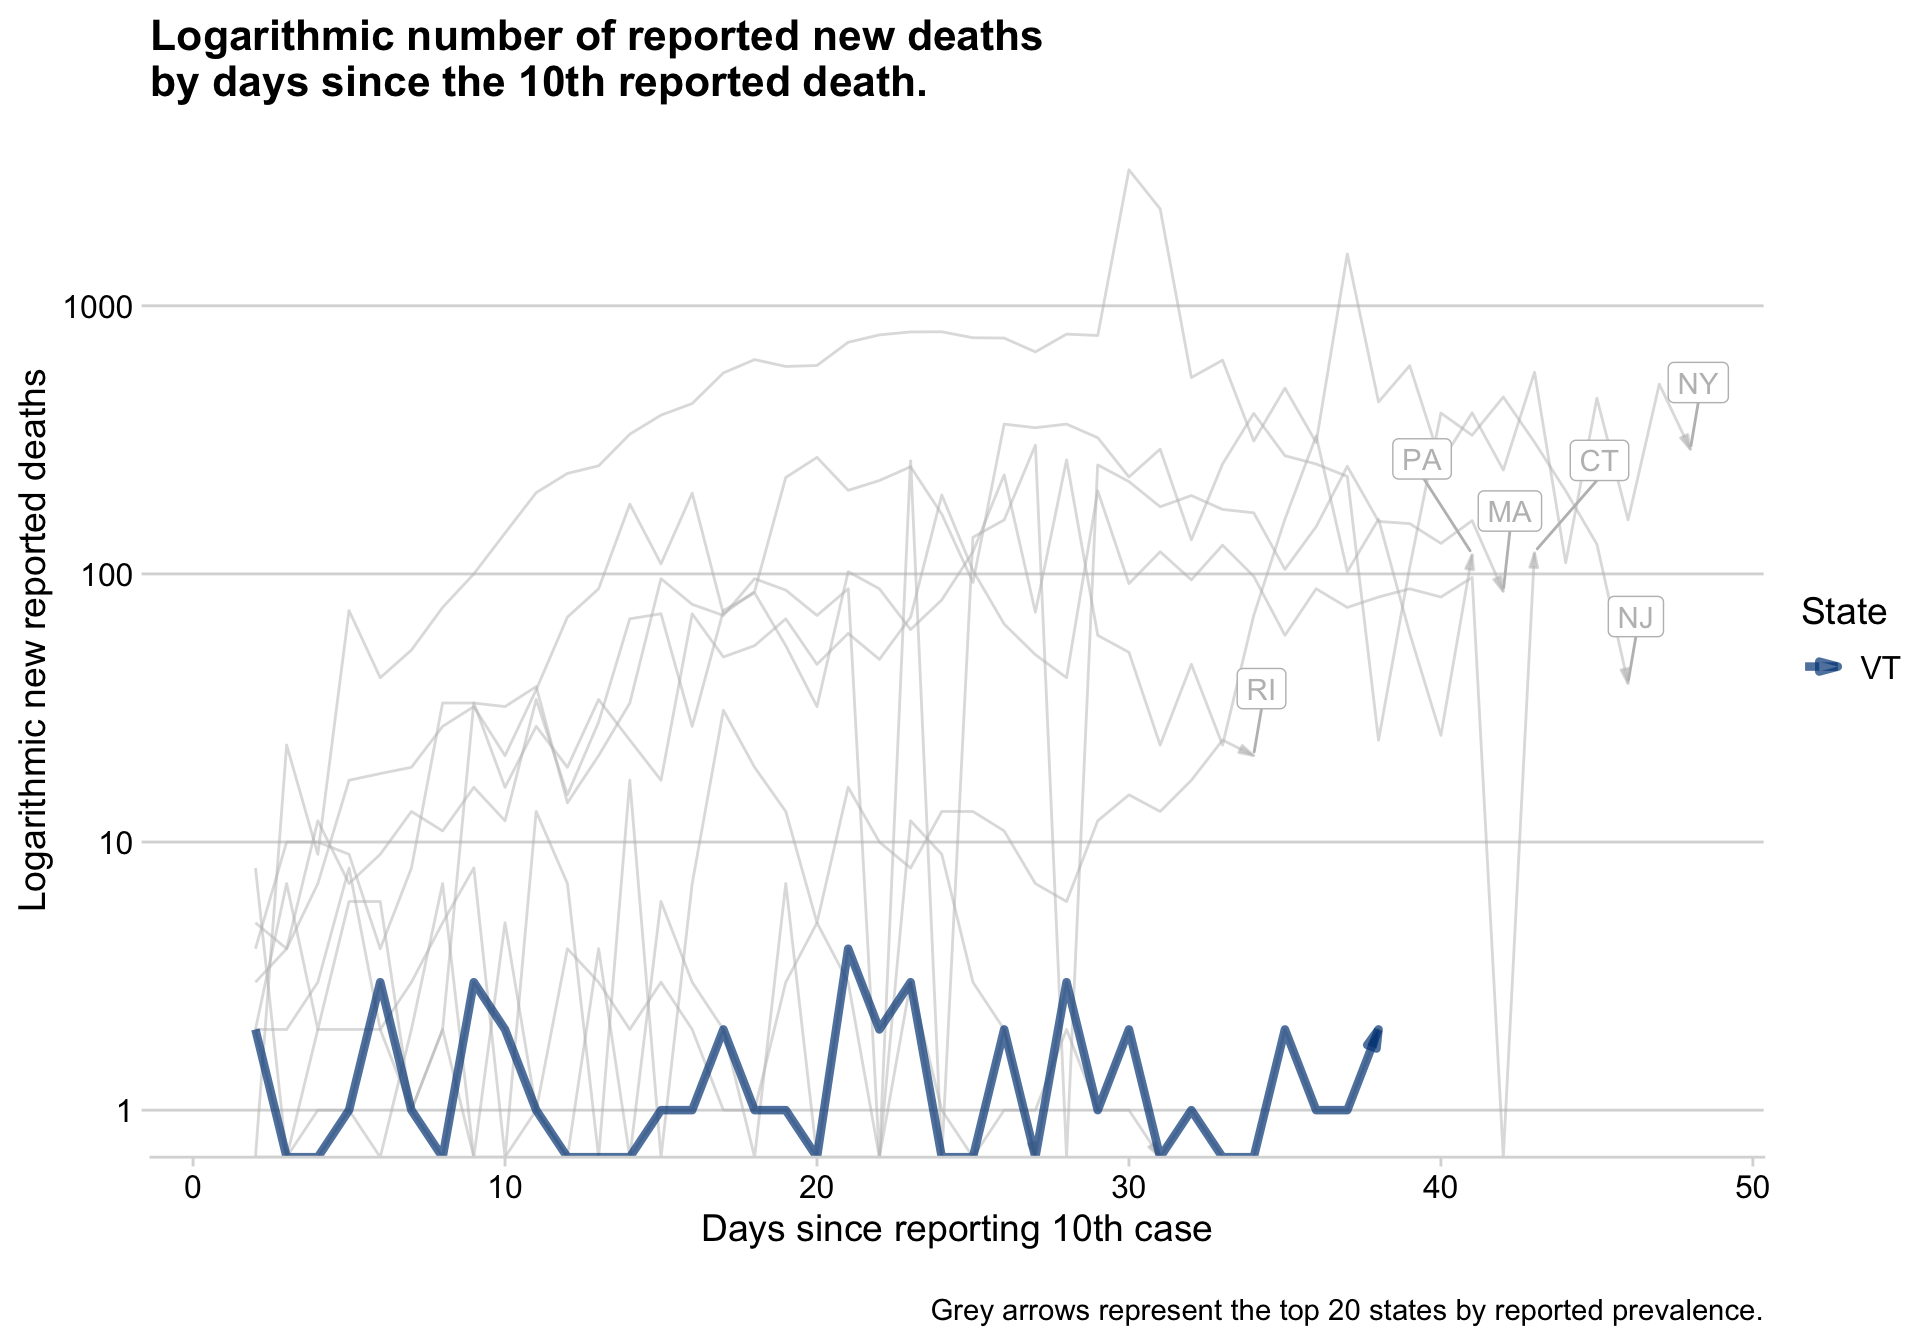 Logarithmic number of reported new deaths
by days since the 10th reported death.
Logarithmic new reported deaths
1000
100
10
1
NY
PA
CT
MA
NJ
RI
State
VT
0 10 20 30 40 50
Days since reporting 10th case
Grey arrows represent the top 20 states by reported prevalence.